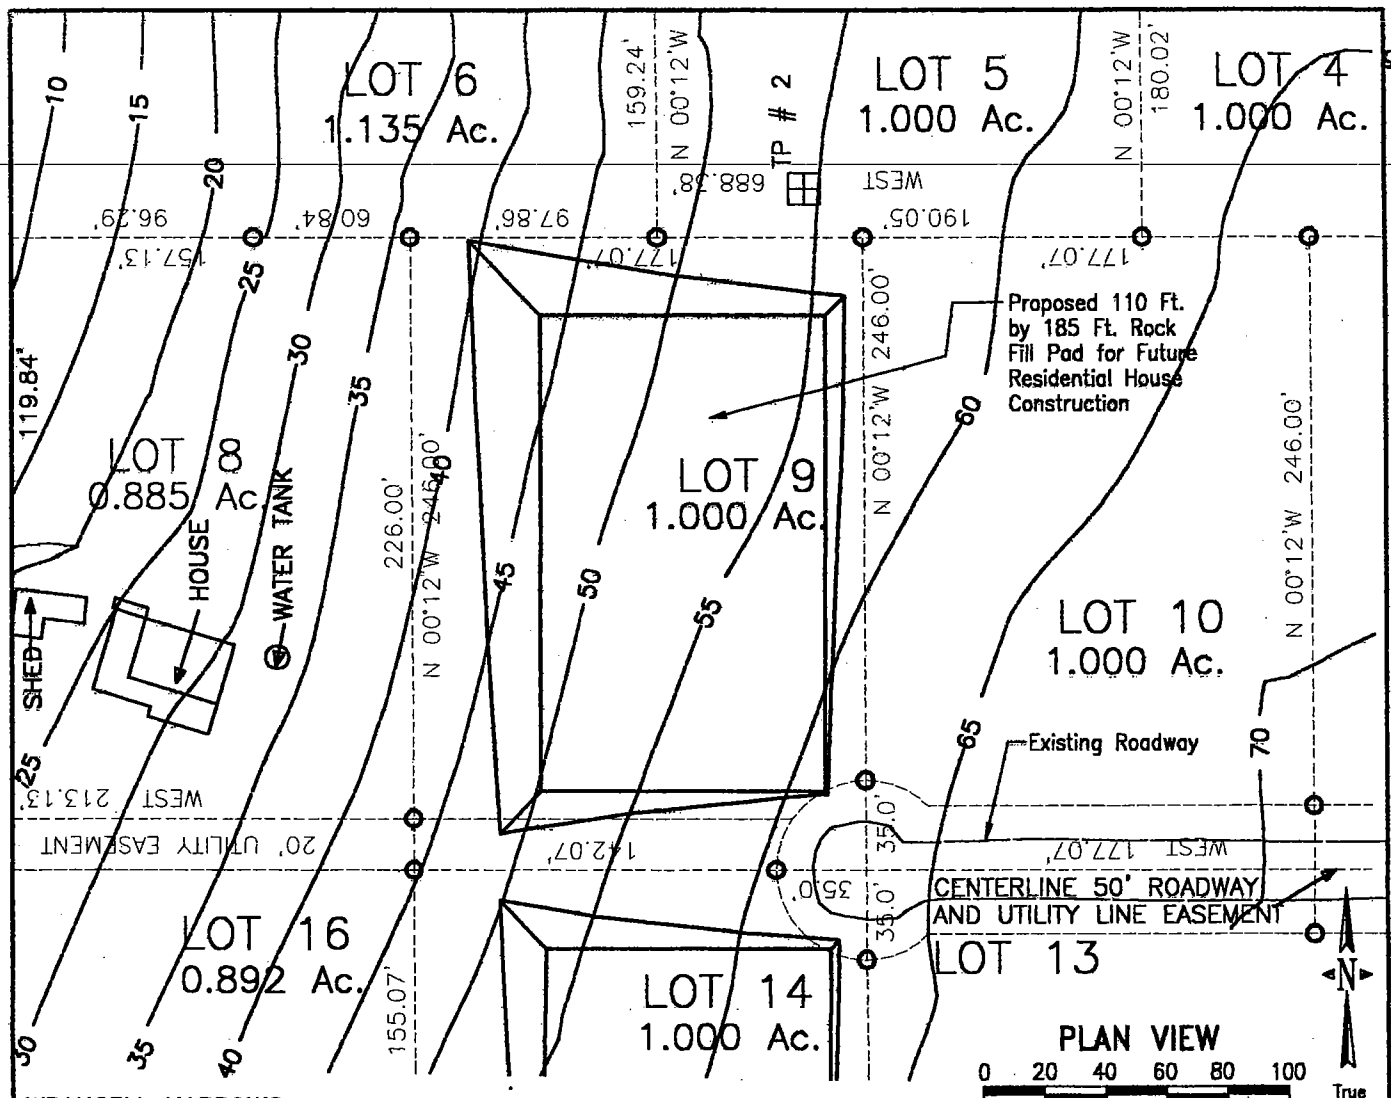 LOT 6
1.135 Ac.
159.24'
N 00°12'W
TP # 2
LOT 5
1.000 Ac.
N 00°12'W
180.02'
LOT 4
1.000 Ac.
10
15
20
96.29'
60.84'
97.86'
688.38'
WEST
190.05'
157.13'
177.07'
177.07'
25
30
35
119.84'
Proposed 110 Ft.
by 185 Ft. Rock
Fill Pad for Future
Residential House
Construction
N 00°12'W 246.00'
60
N 00°12'W 246.00'
LOT 8
0.885 Ac.
HOUSE
WATER TANK
SHED
226.00'
N 00°12'W 246.00'
40
45
50
55
LOT 9
1.000 Ac.
LOT 10
1.000 Ac.
65
70
Existing Roadway
25
WEST 213.13'
20' UTILITY EASEMENT
142.07'
35.0'
35.0'
35.0'
WEST 177.07'
CENTERLINE 50' ROADWAY
AND UTILITY LINE EASEMENT
LOT 13
LOT 16
0.892 Ac.
155.07'
LOT 14
1.000 Ac.
30
35
40
N
PLAN VIEW
0 20 40 60 80 100
True